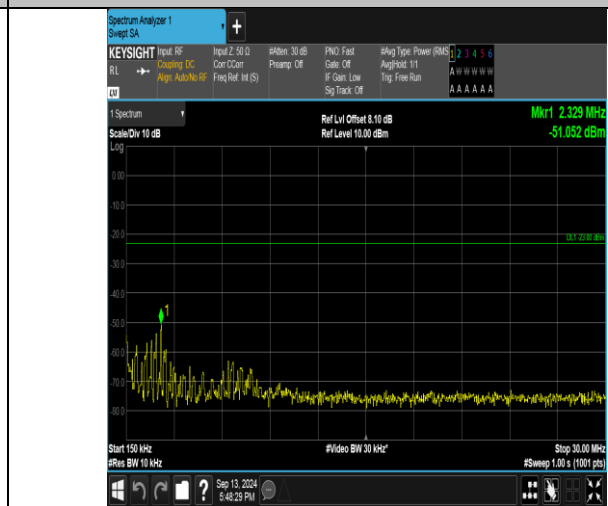 Spectrum Analyzer 1
Swept SA
+
KEYSIGHT Input: RF Input Z: 50 Ω #Atten: 30 dB PNO: Fast #Avg Type: Power (RMS 1 2 3 4 5 6
RL Coupling: DC Corr CCorr Preamp: Off Gate: Off Avg|Hold: 1/1 A W W W W W
Align: Auto/No RF Freq Ref: Int (S) IF Gain: Low Trig: Free Run
LXI Sig Track: Off A A A A A A
1 Spectrum Ref Lvl Offset 8.10 dB Mkr1 2.329 MHz
Scale/Div 10 dB Ref Level 10.00 dBm -51.052 dBm
Log
0.00
-10.0
-20.0
DL1 -23.00 dBm
-30.0
-40.0
-50.0
1
-60.0
-70.0
-80.0
Start 150 kHz #Video BW 30 kHz* Stop 30.00 MHz
#Res BW 10 kHz #Sweep 1.00 s (1001 pts)
? Sep 13, 2024
5:48:29 PM